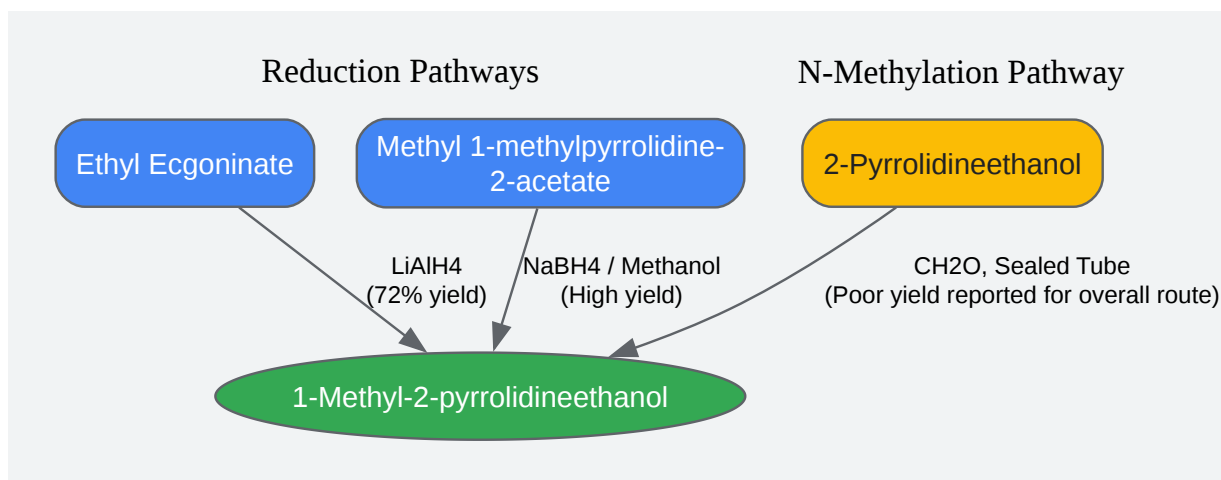 Reduction Pathways
N-Methylation Pathway
Ethyl Ecgoninate
Methyl 1-methylpyrrolidine-
2-acetate
2-Pyrrolidineethanol
LiAlH4
(72% yield)
NaBH4 / Methanol
(High yield)
CH2O, Sealed Tube
(Poor yield reported for overall route)
1-Methyl-2-pyrrolidineethanol